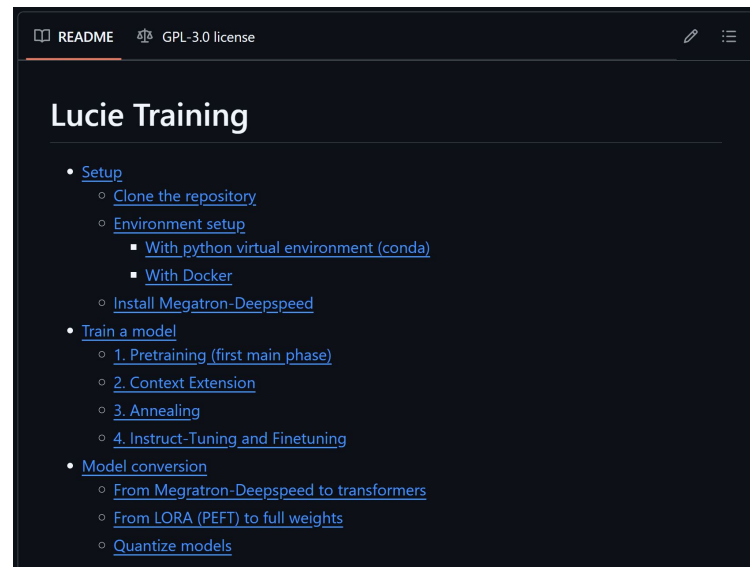 README
GPL-3.0 license
Lucie Training
Setup
Clone the repository
Environment setup
With python virtual environment (conda)
With Docker
Install Megatron-Deepspeed
Train a model
1. Pretraining (first main phase)
2. Context Extension
3. Annealing
4. Instruct-Tuning and Finetuning
Model conversion
From Megratron-Deepspeed to transformers
From LORA (PEFT) to full weights
Quantize models